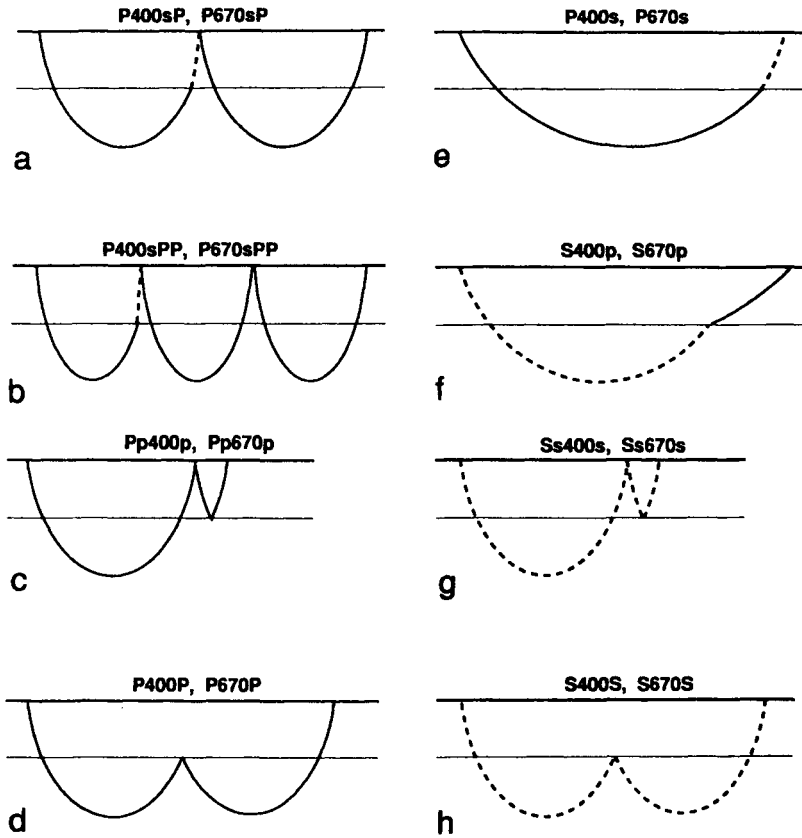 P400sP, P670sP
a
P400sPP, P670sPP
b
Pp400p, Pp670p
c
P400P, P670P
d
P400s, P670s
e
S400p, S670p
f
Ss400s, Ss670s
g
S400S, S670S
h